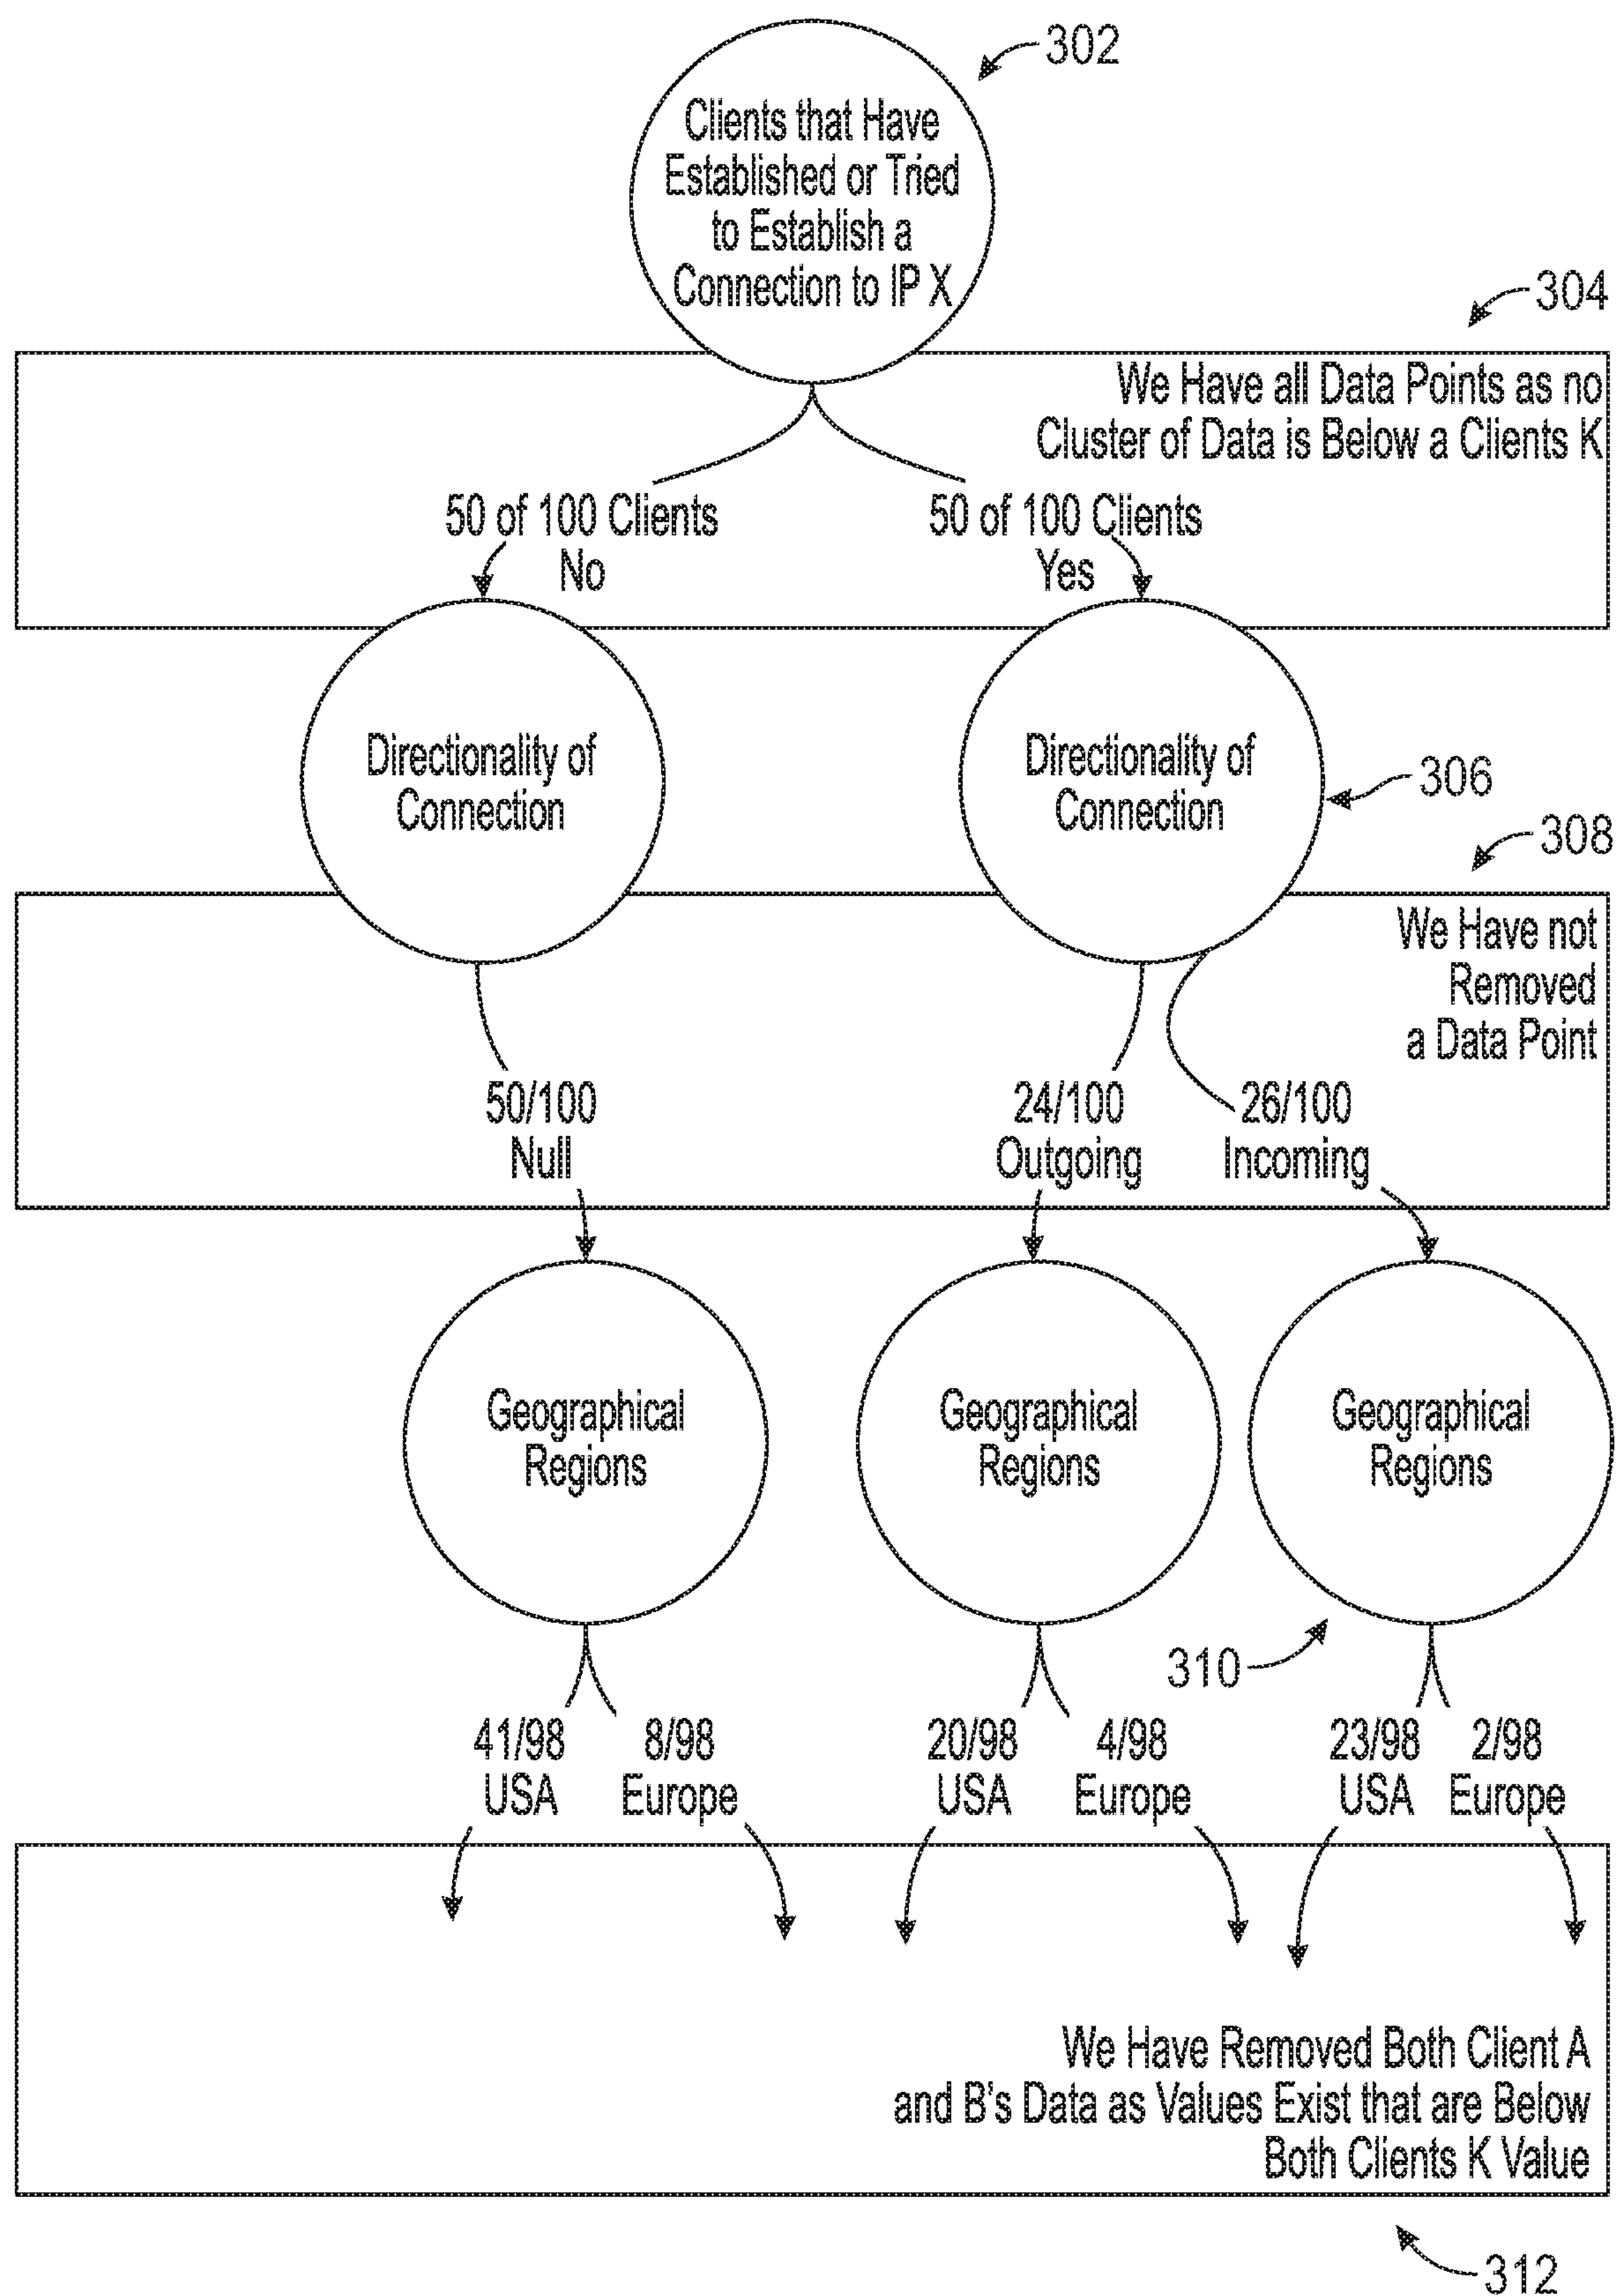 302
Clients that Have
Established or Tried
to Establish a
Connection to IP X
304
We Have all Data Points as no
Cluster of Data is Below a Clients K
50 of 100 Clients
No
50 of 100 Clients
Yes
Directionality of
Connection
Directionality of
Connection
306
308
We Have not
Removed
a Data Point
50/100
Null
24/100
Outgoing
26/100
Incoming
Geographical
Regions
Geographical
Regions
Geographical
Regions
310
41/98
USA
8/98
Europe
20/98
USA
4/98
Europe
23/98
USA
2/98
Europe
We Have Removed Both Client A
and B's Data as Values Exist that are Below
Both Clients K Value
312